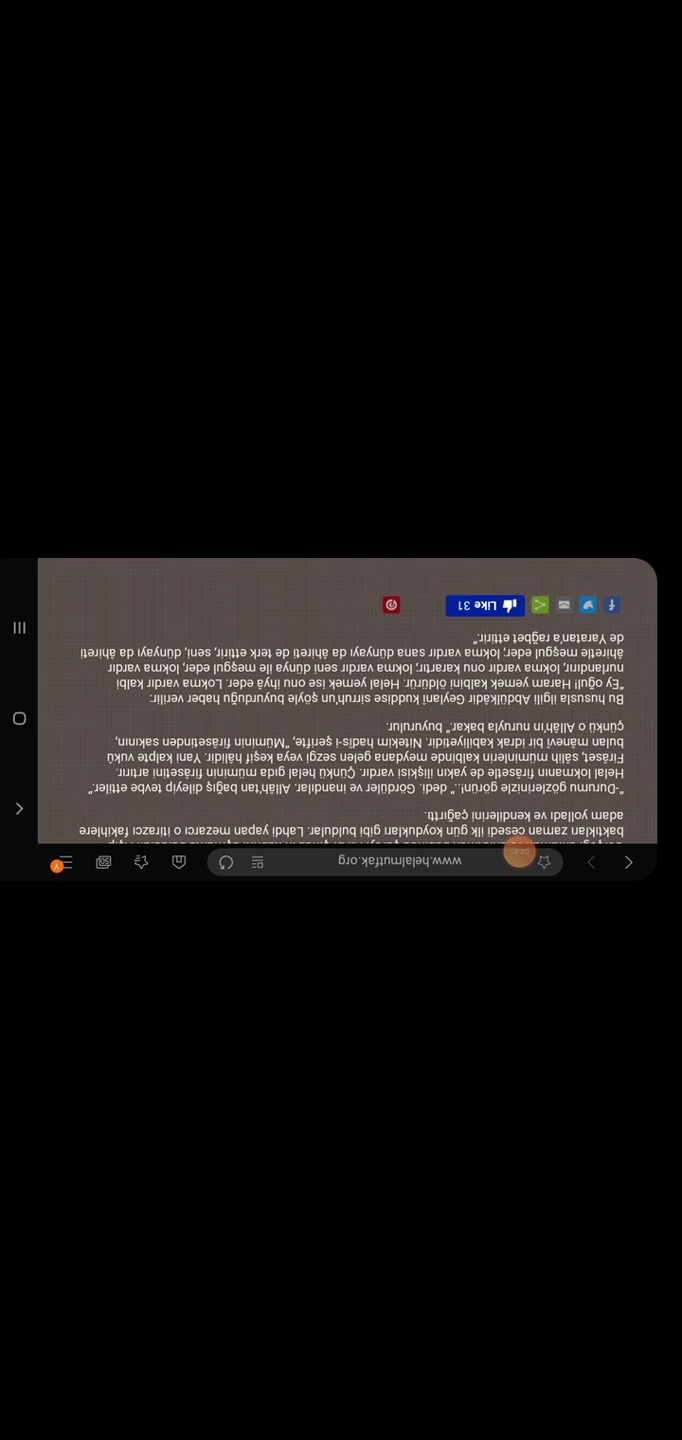 www.helalmutfak.org
50
Y
04:41
baktıkları zaman cesedi ilk gün koydukları gibi buldular. Lahdi yapan mezarcı o itirazcı fakihlere
adam yolladı ve kendilerini çağırttı.
"-Durumu gözlerinizle görün!.." dedi. Gördüler ve inandılar. Allâh'tan bağış dileyip tevbe ettiler."
Helal lokmanın firâsetle de yakın ilişkisi vardır. Çünkü helal gıda müminin firâsetini artırır.
Firâset, sâlih müminlerin kalbinde meydana gelen sezgi veya keşif hâlidir. Yani kalpte vukû
bulan mânevî bir idrak kabiliyetidir. Nitekim hadîs-i şerîfte, "Müminin firâsetinden sakının,
çünkü o Allâh'ın nuruyla bakar." buyurulur.
Bu hususla ilgili Abdülkâdir Geylani kuddise sirruh'un şöyle buyurduğu haber verilir:
"Ey oğul! Haram yemek kalbini öldürür. Helal yemek ise onu ihyâ eder. Lokma vardır kalbi
nurlandırır, lokma vardır onu karartır; lokma vardır seni dünya ile meşgul eder, lokma vardır
âhiretle meşgul eder; lokma vardır sana dünyayı da âhireti de terk ettirir, seni, dünyayı da âhireti
de Yaratan'a rağbet ettirir."
Like 31